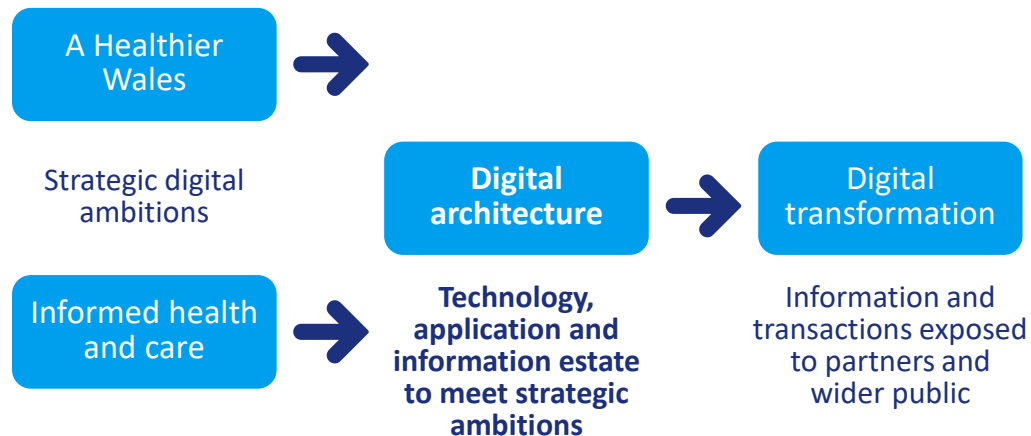 A Healthier
Wales
Strategic digital
ambitions
Informed health
and care
Digital
architecture
Technology,
application and
information estate
to meet strategic
ambitions
Digital
transformation
Information and
transactions exposed
to partners and
wider public